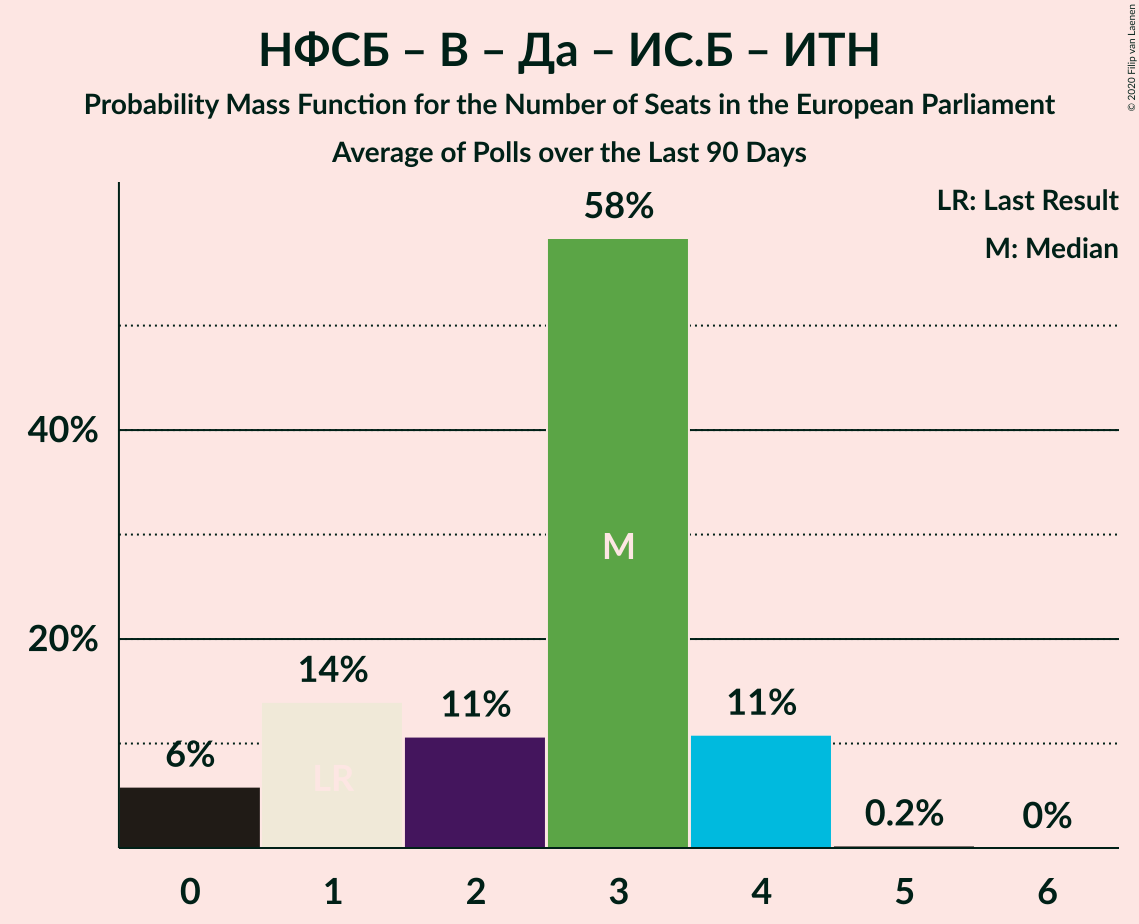 НФСБ – В – Да – ИС.Б – ИТН
Probability Mass Function for the Number of Seats in the European Parliament
Average of Polls over the Last 90 Days
© 2020 Filip van Laenen
LR: Last Result
M: Median
58%
40%
M
20%
14%
11%
11%
6%
LR
0.2%
0%
0 1 2 3 4 5 6